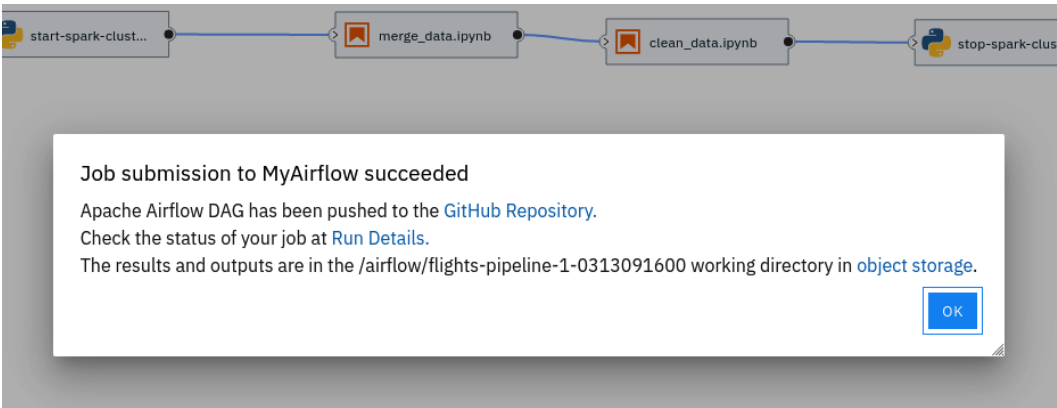 start-spark-clust...
merge_data.ipynb
clean_data.ipynb
stop-spark-clus
Job submission to MyAirflow succeeded
Apache Airflow DAG has been pushed to the GitHub Repository.
Check the status of your job at Run Details.
The results and outputs are in the /airflow/flights-pipeline-1-0313091600 working directory in object storage.
OK